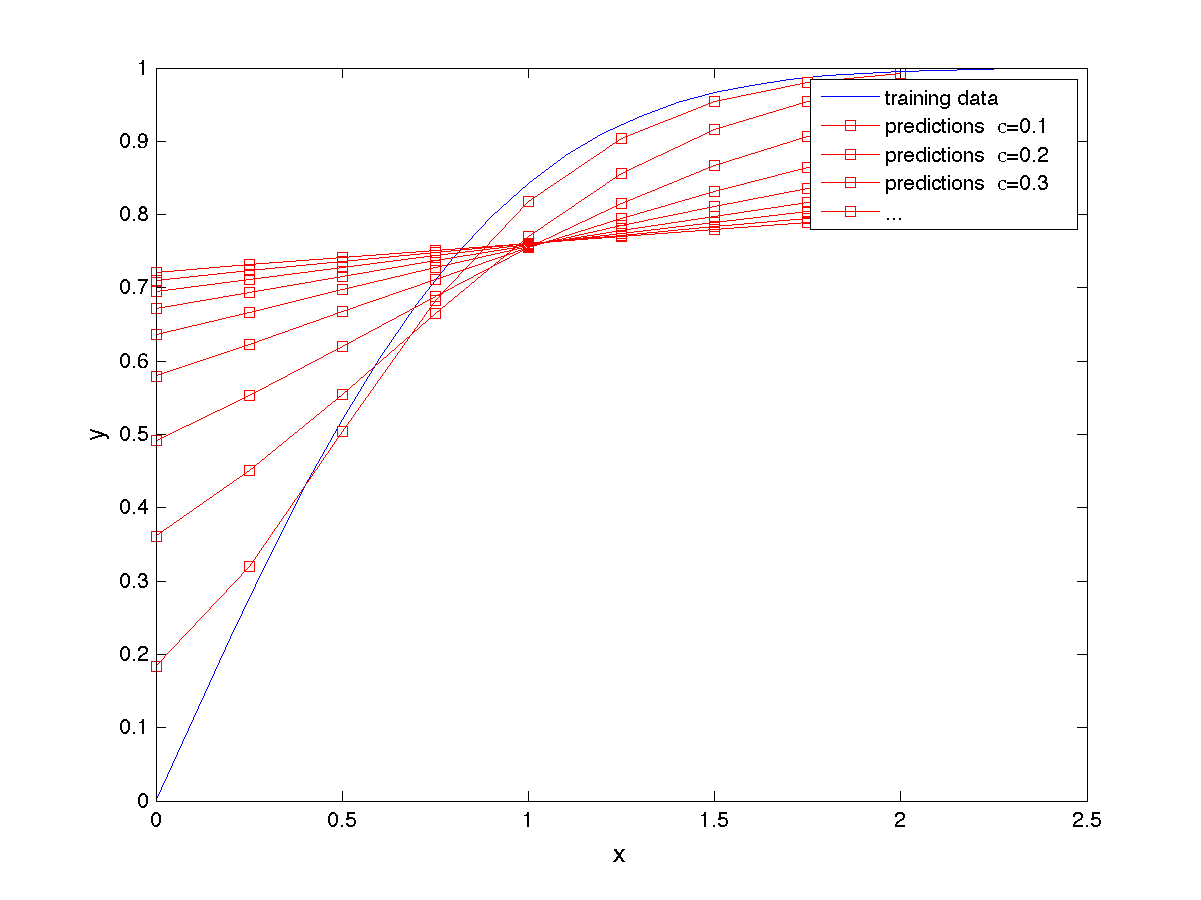 1
0.9
0.8
0.7
0.6
0.5
0.4
0.3
0.2
0.1
0
y
training data
predictions ς=0.1
predictions ς=0.2
predictions ς=0.3
...
0 0.5 1 1.5 2 2.5
x